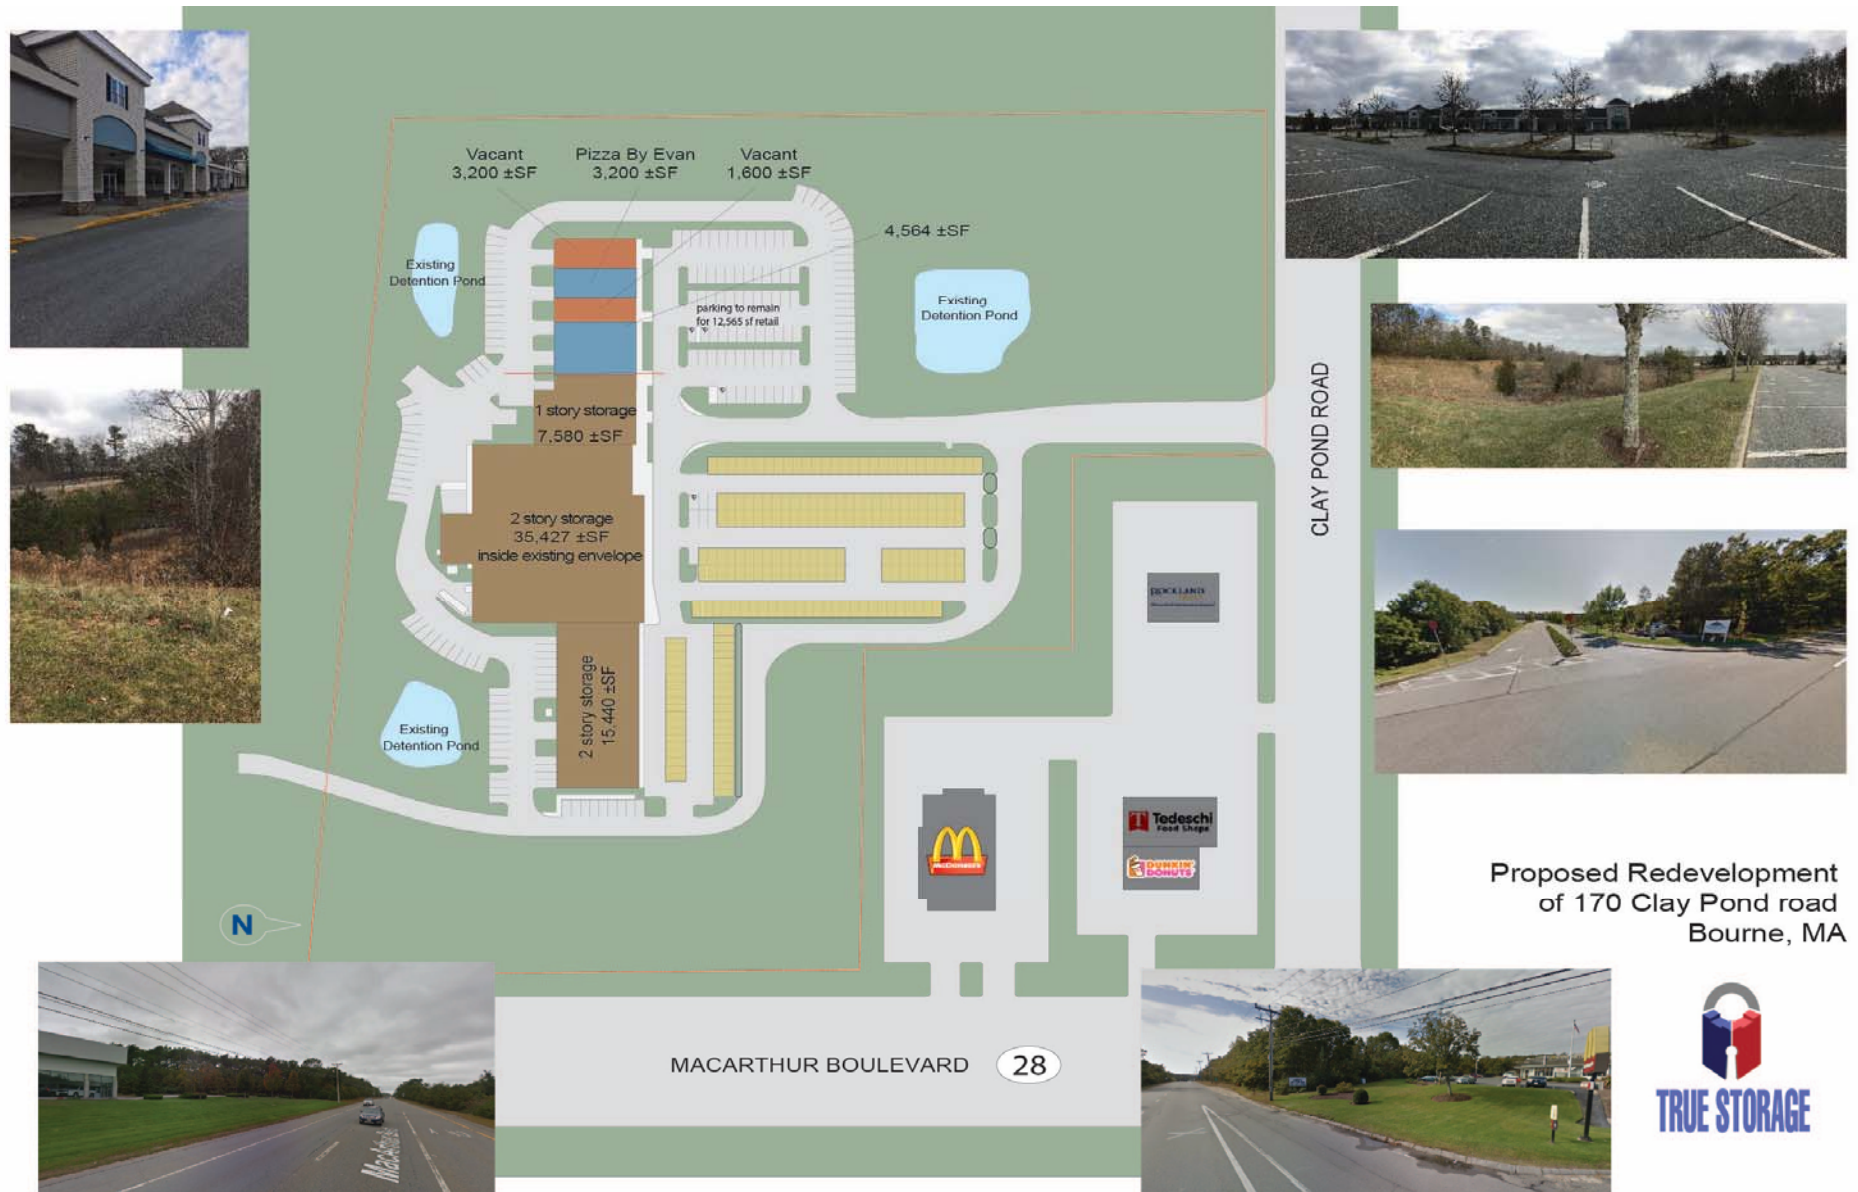 Vacant
3,200 ±SF
Pizza By Evan
3,200 ±SF
Vacant
1,600 ±SF
4,564 ±SF
Existing
Detention Pond
parking to remain
for 12,565 sf retail
Existing
Detention Pond
1 story storage
7,580 ±SF
2 story storage
35,427 ±SF
inside existing envelope
2 story storage
15,440 ±SF
Existing
Detention Pond
CLAY POND ROAD
ROCKLAND
McDonald's
T Tedeschi
Food Shops
DUNKIN'
DONUTS
N
MACARTHUR BOULEVARD 28
MacArthur
Proposed Redevelopment
of 170 Clay Pond road
Bourne, MA
TRUE STORAGE